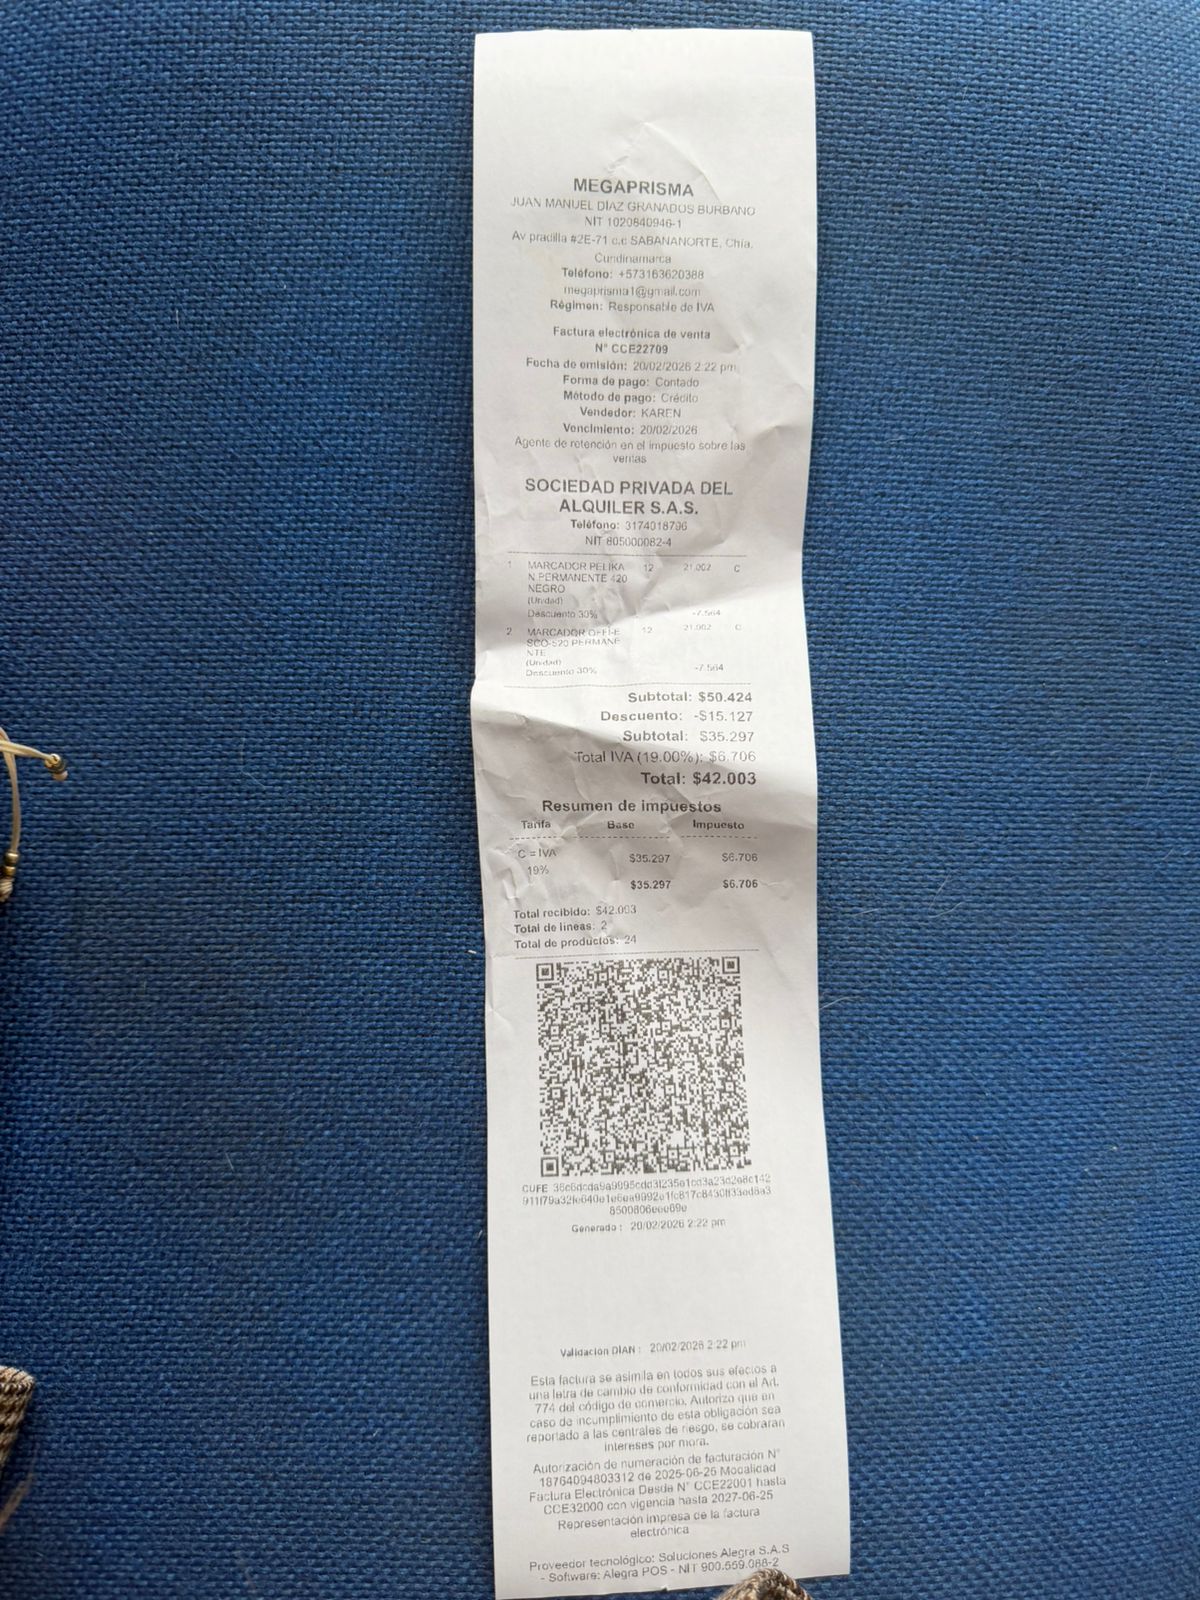 MEGAPRISMA
JUAN MANUEL DIAZ GRANADOS BURBANO
NIT 1020840946-1
Av pradilla #2E-71 c.c SABANANORTE, Chía,
Cundinamarca
Teléfono: +573163620388
megaprisma1@gmail.com
Régimen: Responsable de IVA
Factura electrónica de venta
N° CCE22709
Fecha de emisión: 20/02/2026 2:22 pm
Forma de pago: Contado
Método de pago: Crédito
Vendedor: KAREN
Vencimiento: 20/02/2026
Agente de retención en el impuesto sobre las
ventas
SOCIEDAD PRIVADA DEL
ALQUILER S.A.S.
Teléfono: 3174018796
NIT 805000082-4
1 MARCADOR PELIKA 12 21.002 C
N PERMANENTE 420
NEGRO
(Unidad)
Descuento 30% -7.564
2 MARCADOR OFFI-E 12 21.002 C
SCO-520 PERMANE
NTE
(Unidad)
Descuento 30% -7.564
Subtotal: $50.424
Descuento: -$15.127
Subtotal: $35.297
Total IVA (19.00%): $6.706
Total: $42.003
Resumen de impuestos
Tarifa Base Impuesto
C = IVA $35.297 $6.706
19%
$35.297 $6.706
Total recibido: $42.003
Total de líneas: 2
Total de productos: 24
CUFE
Generado : 20/02/2026 2:22 pm
Validación DIAN : 20/02/2026 2:22 pm
Esta factura se asimila en todos sus efectos a
una letra de cambio de conformidad con el Art.
774 del código de comercio. Autorizo que en
caso de incumplimiento de esta obligación sea
reportado a las centrales de riesgo, se cobraran
intereses por mora.
Autorización de numeración de facturación N°
18764094803312 de 2025-06-25 Modalidad
Factura Electrónica Desde N° CCE22001 hasta
CCE32000 con vigencia hasta 2027-06-25
Representación impresa de la factura
electrónica
Proveedor tecnológico: Soluciones Alegra S.A.S
- Software: Alegra POS - NIT 900.559.088-2